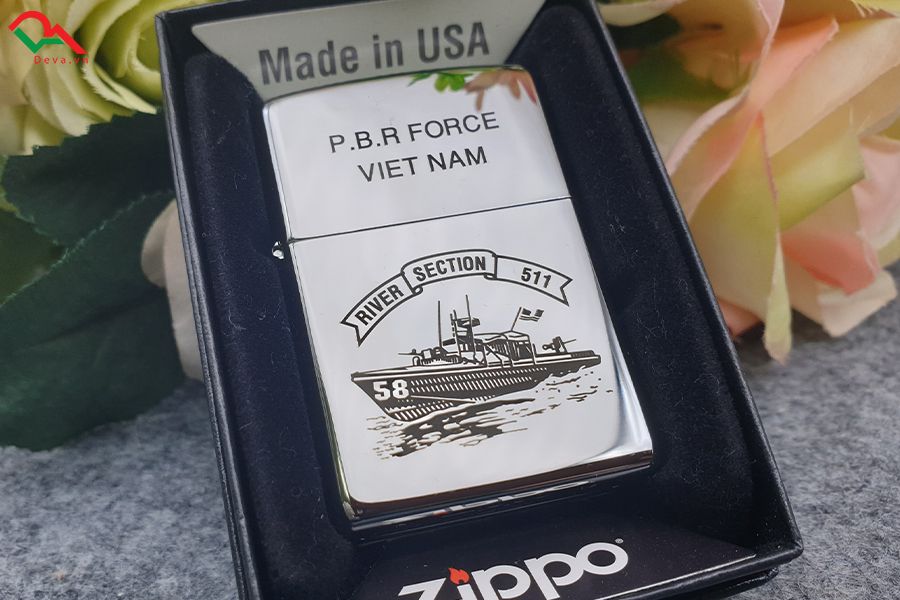 Deva.vn
Made in USA
P.B.R FORCE
VIET NAM
RIVER SECTION 511
58
Zippo®